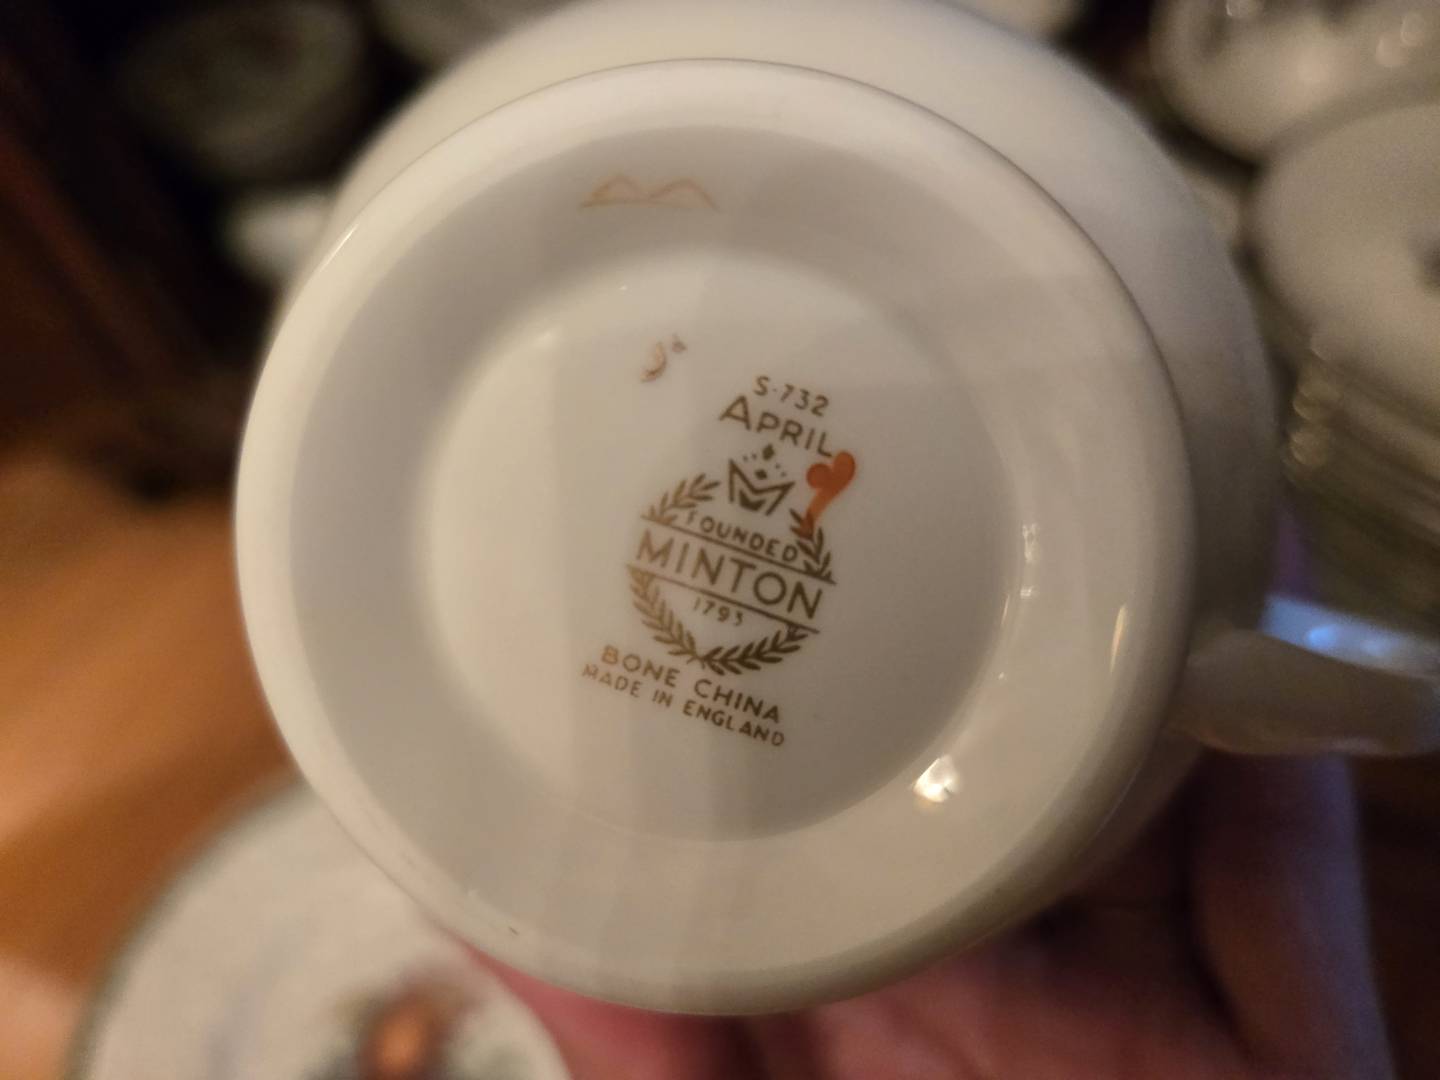 S-732
APRIL
FOUNDED
MINTON
1793
BONE CHINA
MADE IN ENGLAND